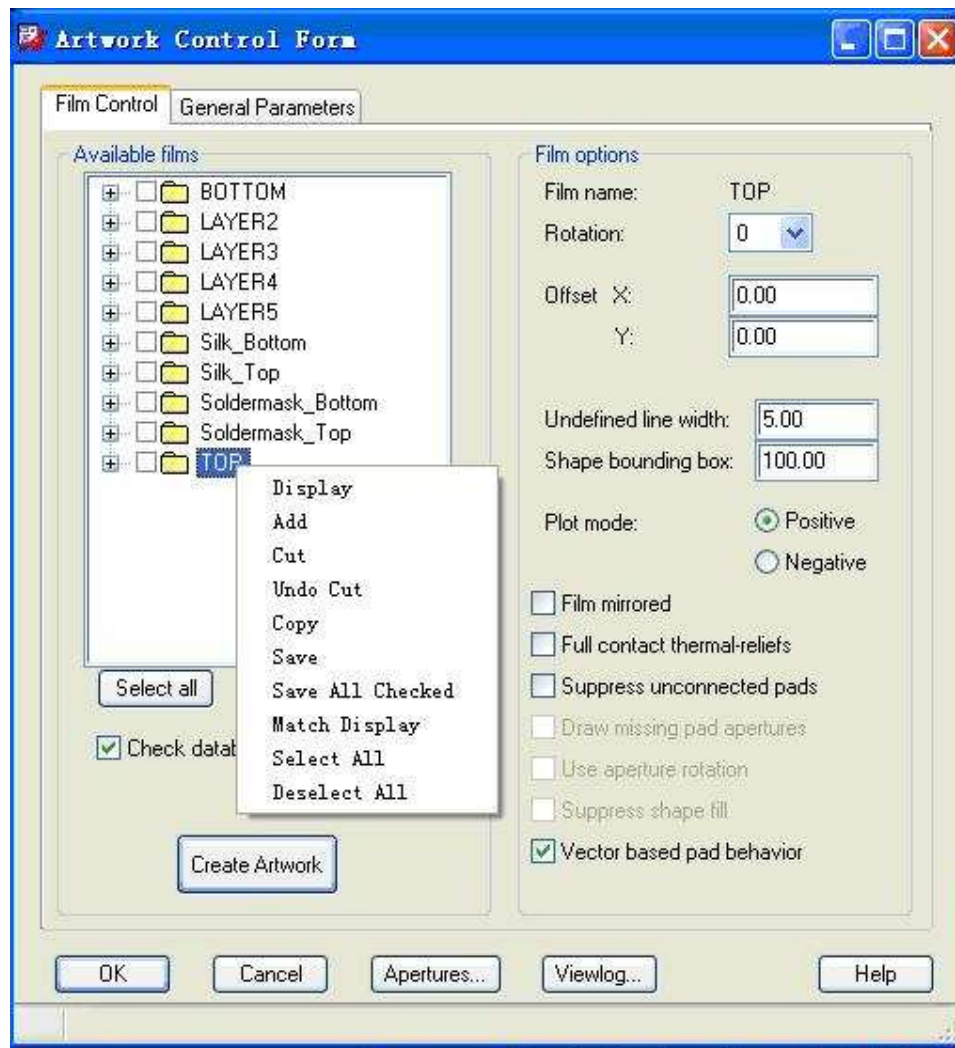 Artwork Control Form
Film Control
General Parameters
Available films
BOTTOM
LAYER2
LAYER3
LAYER4
LAYER5
Silk_Bottom
Silk_Top
Soldermask_Bottom
Soldermask_Top
TOP
Display
Add
Cut
Undo Cut
Copy
Save
Save All Checked
Match Display
Select All
Deselect All
Select all
Check datab
Create Artwork
Film options
Film name: TOP
Rotation: 0
Offset X: 0.00
Y: 0.00
Undefined line width: 5.00
Shape bounding box: 100.00
Plot mode: Positive
Negative
Film mirrored
Full contact thermal-reliefs
Suppress unconnected pads
Draw missing pad apertures
Use aperture rotation
Suppress shape fill
Vector based pad behavior
OK
Cancel
Apertures...
Viewlog...
Help